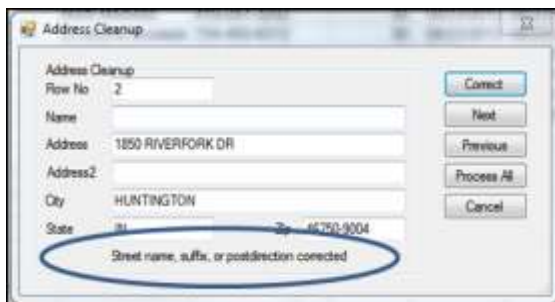 Address Cleanup
Address Cleanup
Row No 2
Correct
Name
Next
Address 1850 RIVERFORK DR
Previous
Address2
Process All
City HUNTINGTON
Cancel
State IN Zip 46750-9004
Street name, suffix, or postdirection corrected